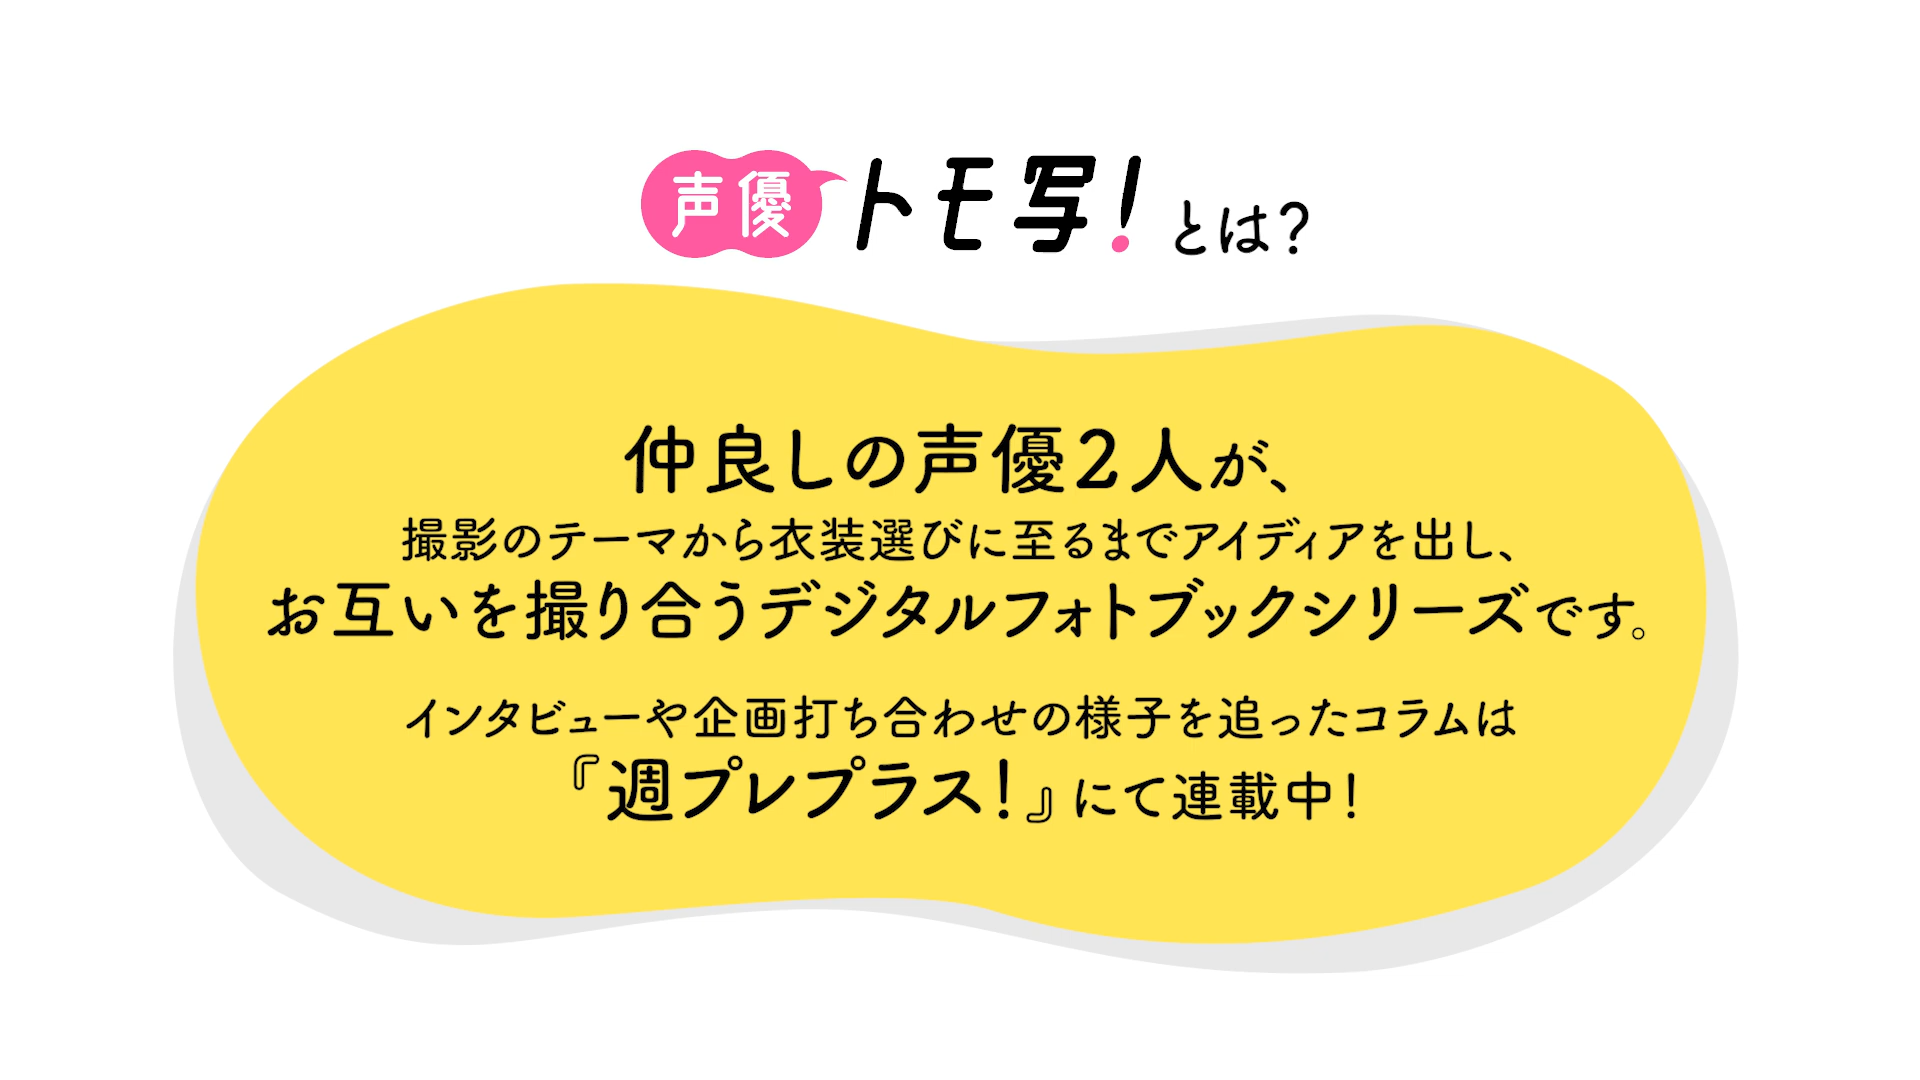 声優トモ写!とは?
仲良しの声優2人が、
撮影のテーマから衣装選びに至るまでアイディアを出し、
お互いを撮り合うデジタルフォトブックシリーズです。
インタビューや企画打ち合わせの様子を追ったコラムは
『週プレプラス!』にて連載中!